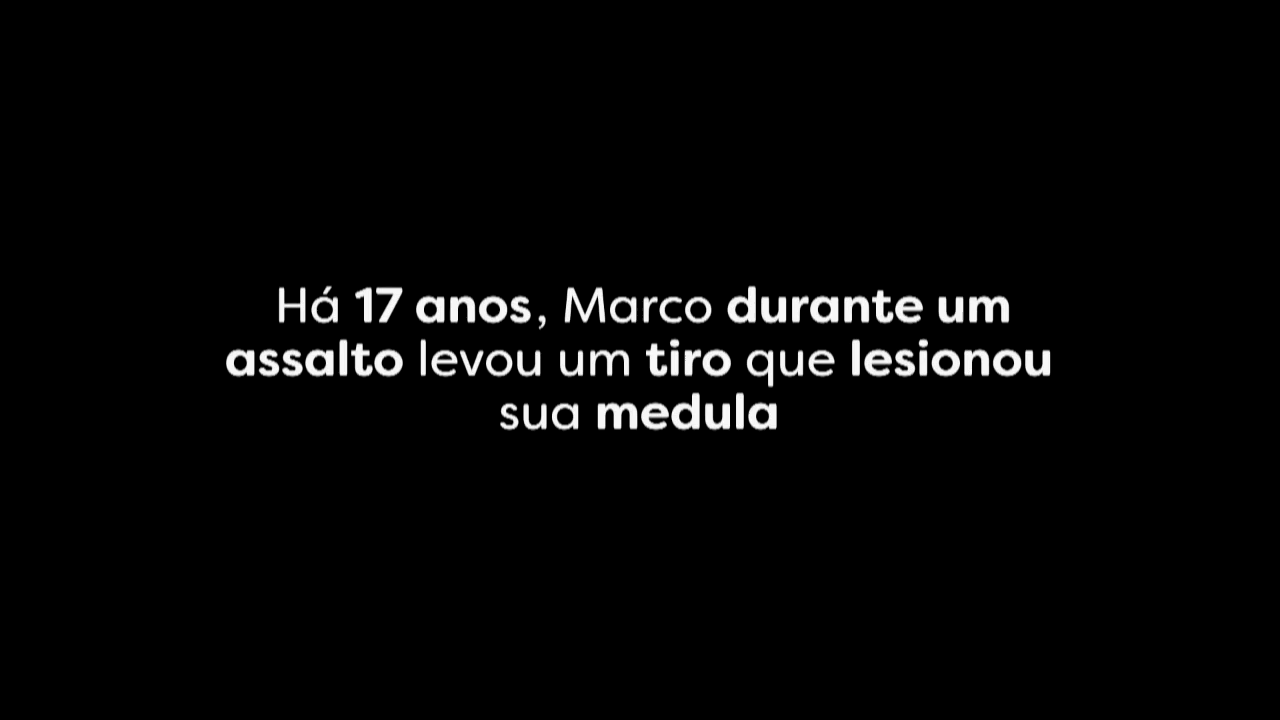 Há 17 anos, Marco durante um
assalto levou um tiro que lesionou
sua medula